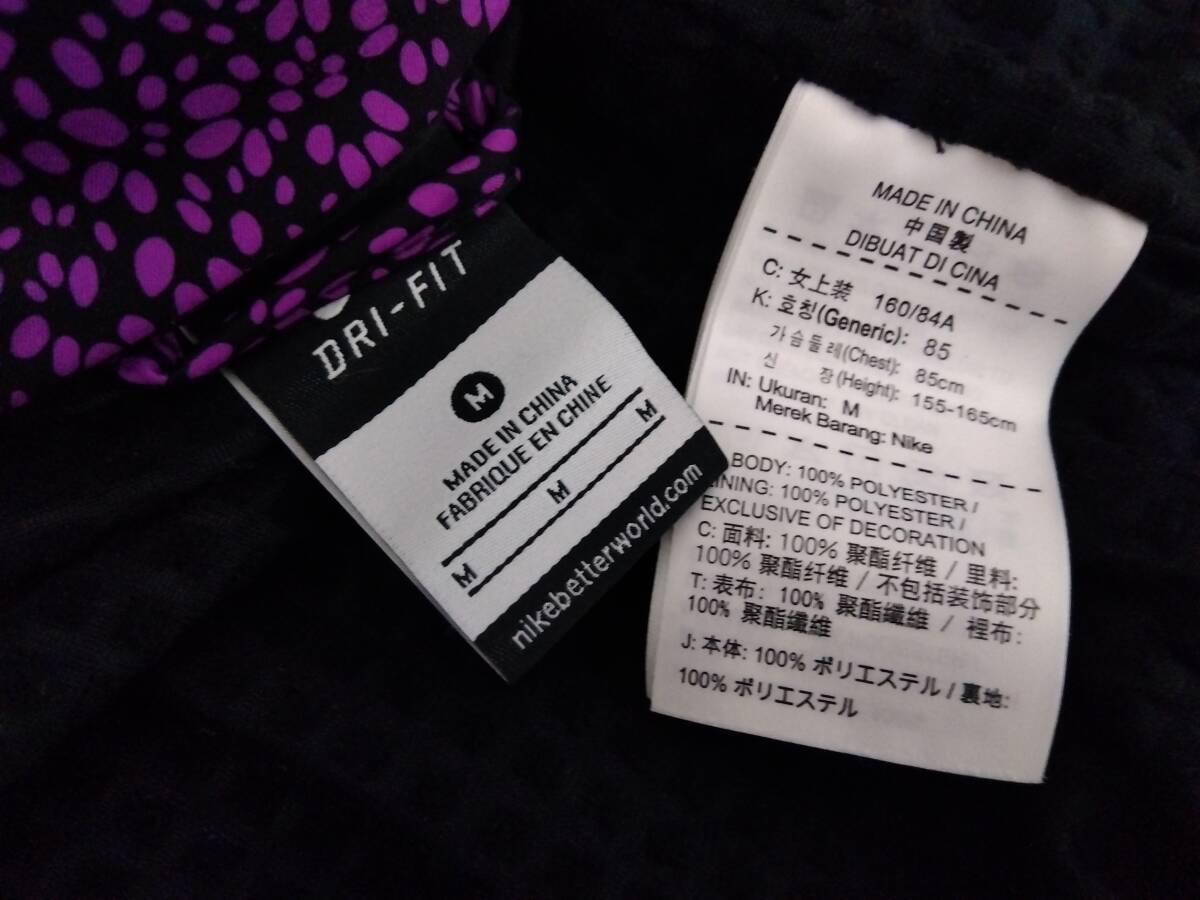 DRI-FIT
M
MADE IN CHINA
FABRIQUE EN CHINE
M
M
M
nikebetterworld.com
MADE IN CHINA
中国製
DIBUAT DI CINA
C: 女上装 160/84A
K: 호칭(Generic): 85
가슴둘레(Chest): 85cm
신 장(Height): 155-165cm
IN: Ukuran: M
Merek Barang: Nike
BODY: 100% POLYESTER /
LINING: 100% POLYESTER /
EXCLUSIVE OF DECORATION
C: 面料: 100% 聚酯纤维 / 里料:
100% 聚酯纤维 / 不包括装饰部分
T: 表布: 100% 聚酯纖維 / 裡布:
100% 聚酯纖維
J: 本体: 100% ポリエステル / 裏地:
100% ポリエステル